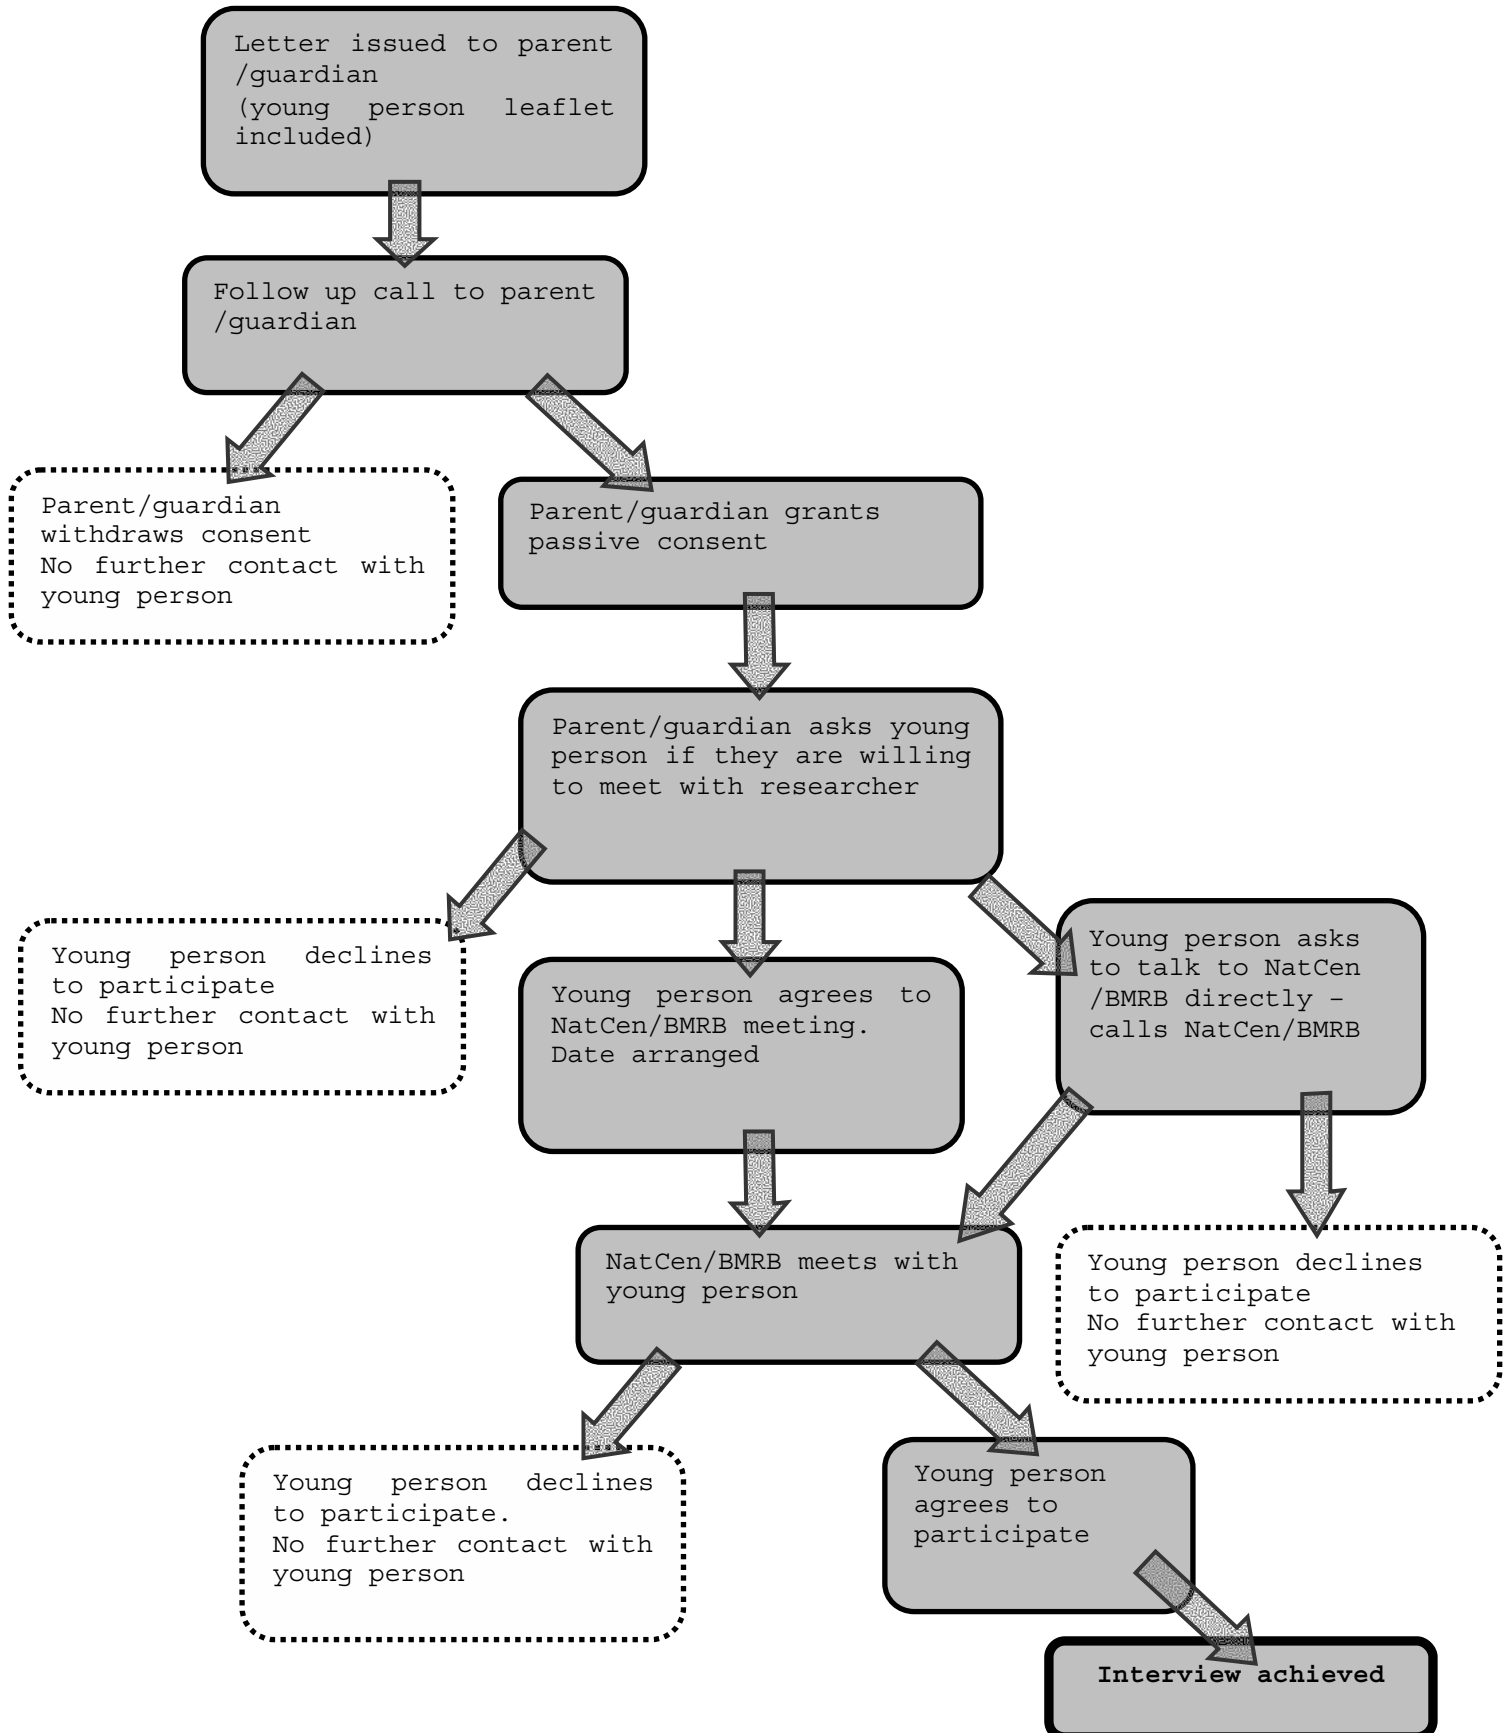 Letter issued to parent
/guardian
(young person leaflet
included)
Follow up call to parent
/guardian
Parent/guardian
withdraws consent
No further contact with
young person
Parent/guardian grants
passive consent
Parent/guardian asks young
person if they are willing
to meet with researcher
Young person declines
to participate
No further contact with
young person
Young person agrees to
NatCen/BMRB meeting.
Date arranged
Young person asks
to talk to NatCen
/BMRB directly –
calls NatCen/BMRB
NatCen/BMRB meets with
young person
Young person declines
to participate
No further contact with
young person
Young person declines
to participate.
No further contact with
young person
Young person
agrees to
participate
Interview achieved